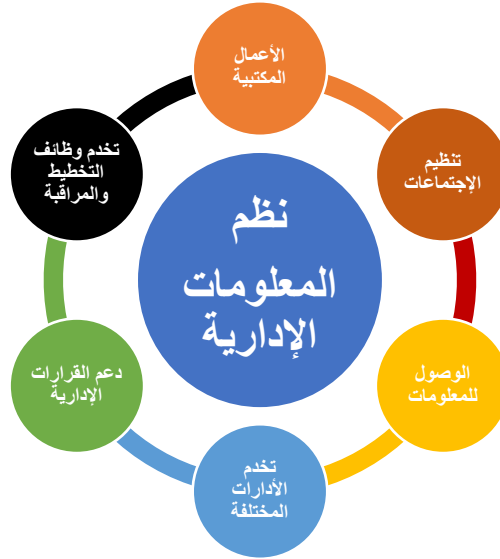 الأعمال
المكتبية
تنظيم
الإجتماعات
الوصول
للمعلومات
تخدم
الأدارات
المختلفة
دعم القرارات
الإدارية
تخدم وظائف
التخطيط
والمراقبة
نظم
المعلومات
الإدارية